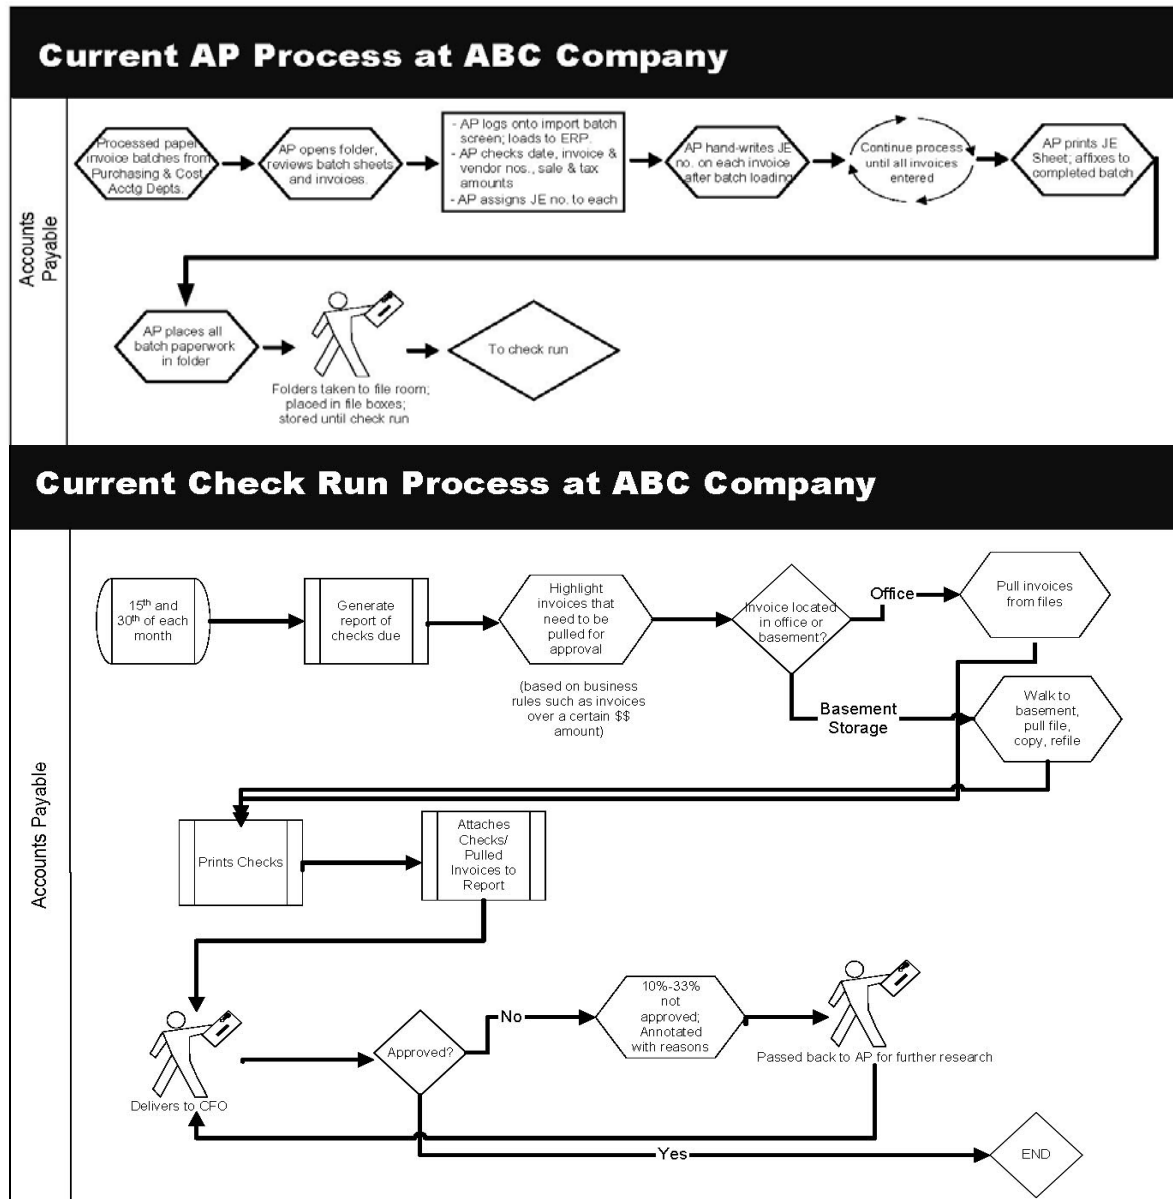 Current AP Process at ABC Company
Accounts
Payable
Processed paper
invoice batches from
Purchasing & Cost
Acctg Depts.
AP opens folder,
reviews batch sheets
and invoices.
- AP logs onto import batch
screen; loads to ERP.
- AP checks date, invoice &
vendor nos., sale & tax
amounts
- AP assigns JE no. to each
AP hand-writes JE
no. on each invoice
after batch loading
Continue process
until all invoices
entered
AP prints JE
Sheet; affixes to
completed batch
AP places all
batch paperwork
in folder
Folders taken to file room;
placed in file boxes;
stored until check run
To check run
Current Check Run Process at ABC Company
Accounts Payable
15th and
30th of each
month
Generate
report of
checks due
Highlight
invoices that
need to be
pulled for
approval
(based on business
rules such as invoices
over a certain $$
amount)
Invoice located
in office or
basement?
Office
Pull invoices
from files
Basement
Storage
Walk to
basement,
pull file,
copy, refile
Prints Checks
Attaches
Checks/
Pulled
Invoices to
Report
Delivers to CFO
Approved?
No
10%-33%
not
approved;
Annotated
with reasons
Passed back to AP for further research
Yes
END